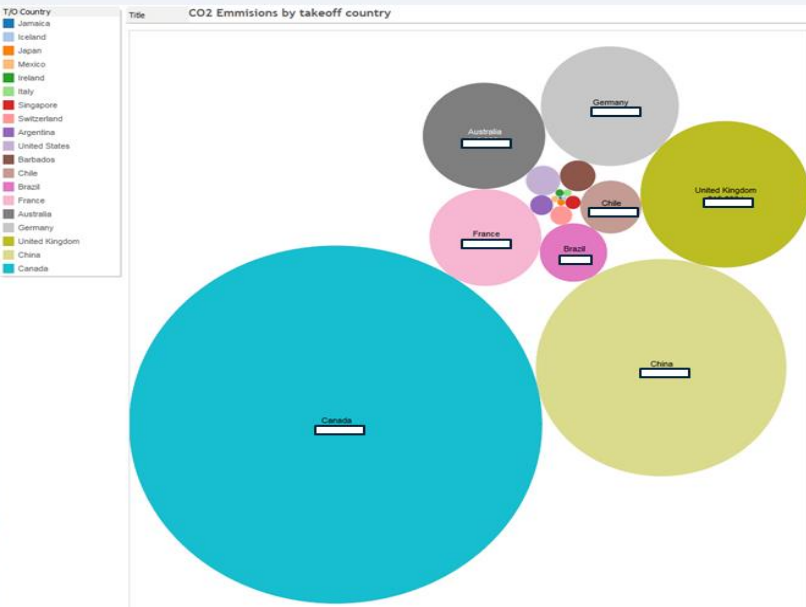 T/O Country
Jamaica
Iceland
Japan
Mexico
Ireland
Italy
Singapore
Switzerland
Argentina
United States
Barbados
Chile
Brazil
France
Australia
Germany
United Kingdom
China
Canada
Title CO2 Emmisions by takeoff country
Germany
Australia
United Kingdom
Chile
France
Brazil
China
Canada